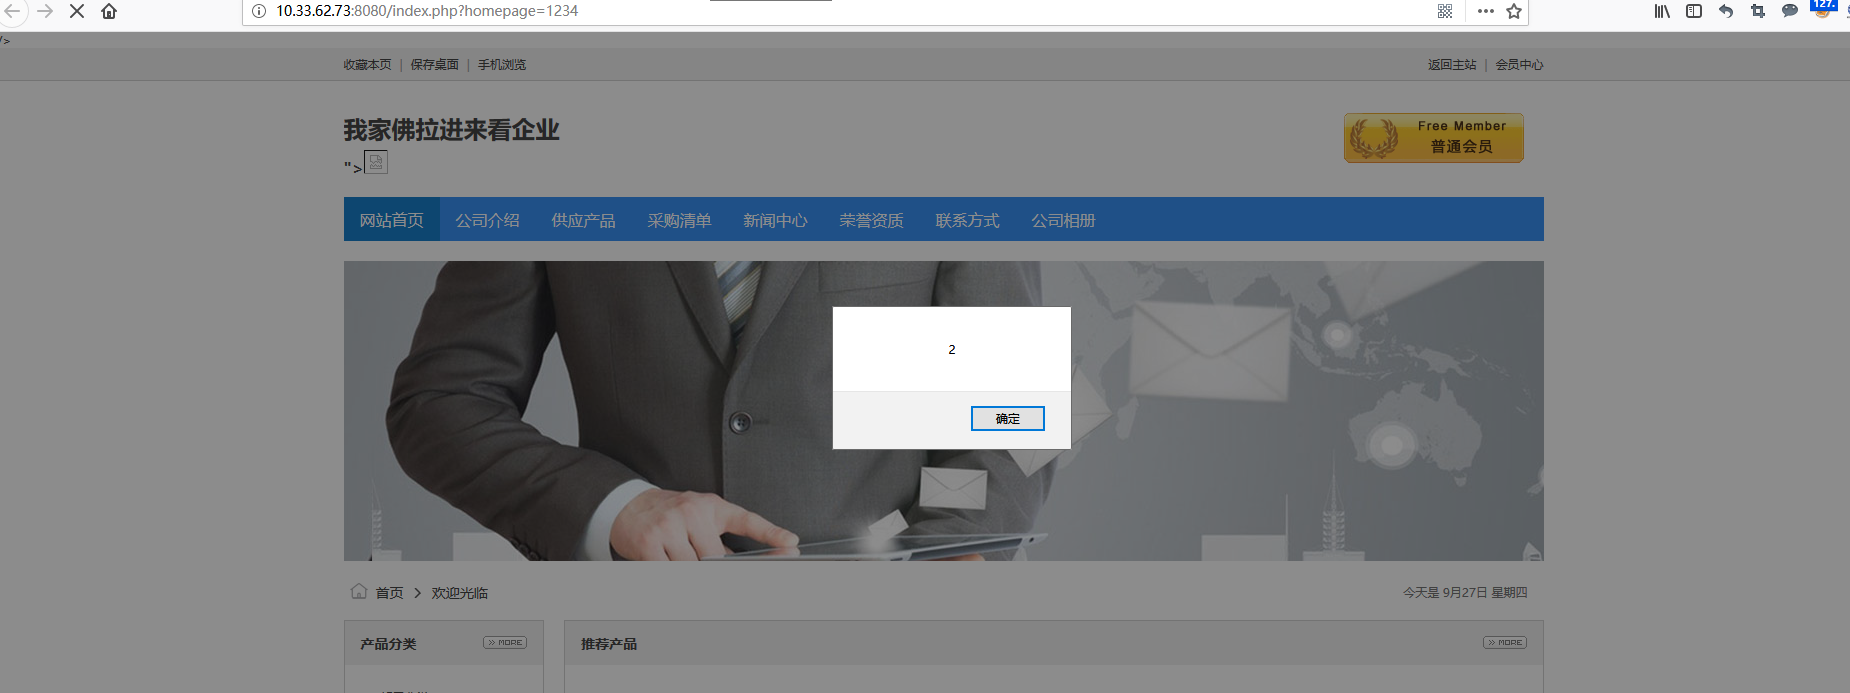 10.33.62.73:8080/index.php?homepage=1234
127.
/>
收藏本页 | 保存桌面 | 手机浏览
返回主站 | 会员中心
我家佛拉进来看企业
Free Member
普通会员
">
网站首页 公司介绍 供应产品 采购清单 新闻中心 荣誉资质 联系方式 公司相册
2
确定
首页 > 欢迎光临
今天是 9月27日 星期四
产品分类
>> MORE
推荐产品
>> MORE